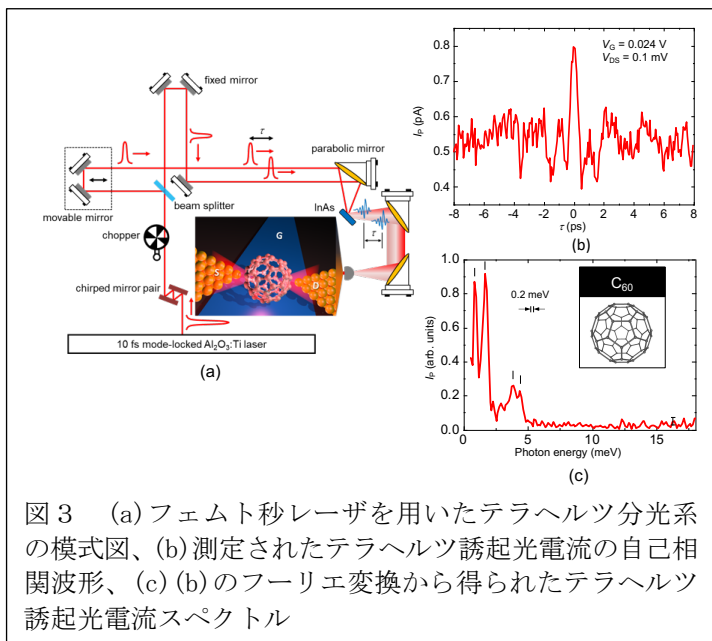 fixed mirror
τ
parabolic mirror
InAs
τ
movable mirror
beam splitter
chopper
chirped mirror pair
S
G
D
10 fs mode-locked Al₂O₃:Ti laser
(a)
V_G = 0.024 V
V_DS = 0.1 mV
I_P (pA)
0.8
0.7
0.6
0.5
0.4
-8 -6 -4 -2 0 2 4 6 8
τ (ps)
(b)
I_P (arb. units)
1.0
0.8
0.6
0.4
0.2
0.0
0.2 meV
C₆₀
0 5 10 15
Photon energy (meV)
(c)
図3 (a)フェムト秒レーザを用いたテラヘルツ分光系
の模式図、(b)測定されたテラヘルツ誘起光電流の自己相
関波形、(c)(b)のフーリエ変換から得られたテラヘルツ
誘起光電流スペクトル